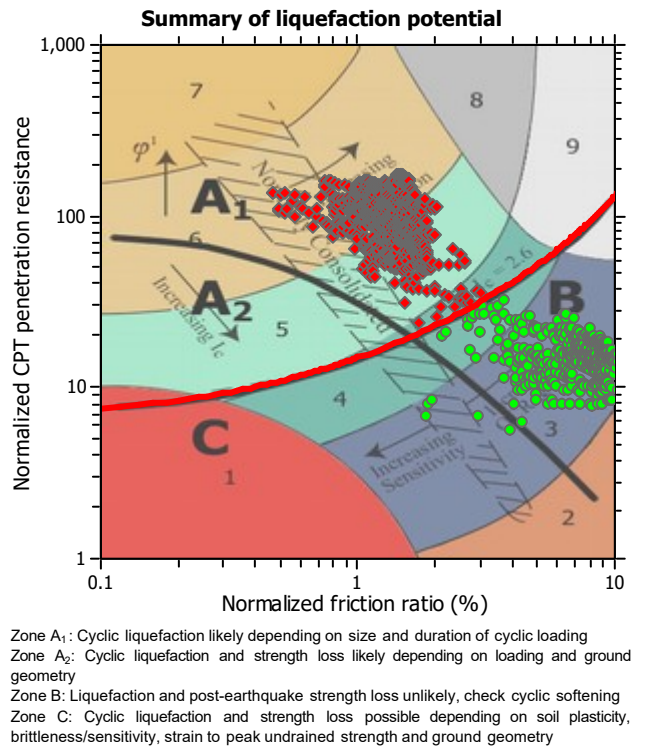 Summary of liquefaction potential
1,000
100
10
1
Normalized CPT penetration resistance
7
8
9
φ'
A1
6
A2
Increasing Ic
5
Consolidated
= 2.6
B
4
3
C
1
Increasing
Sensitivity
2
0.1
1
10
Normalized friction ratio (%)
Zone A1: Cyclic liquefaction likely depending on size and duration of cyclic loading
Zone A2: Cyclic liquefaction and strength loss likely depending on loading and ground
geometry
Zone B: Liquefaction and post-earthquake strength loss unlikely, check cyclic softening
Zone C: Cyclic liquefaction and strength loss possible depending on soil plasticity,
brittleness/sensitivity, strain to peak undrained strength and ground geometry